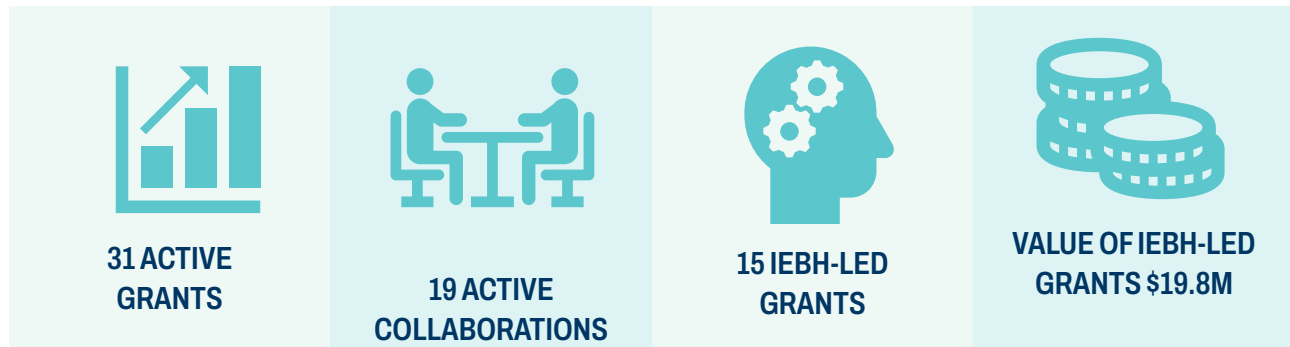 31 ACTIVE
GRANTS
19 ACTIVE
COLLABORATIONS
15 IEBH-LED
GRANTS
VALUE OF IEBH-LED
GRANTS $19.8M